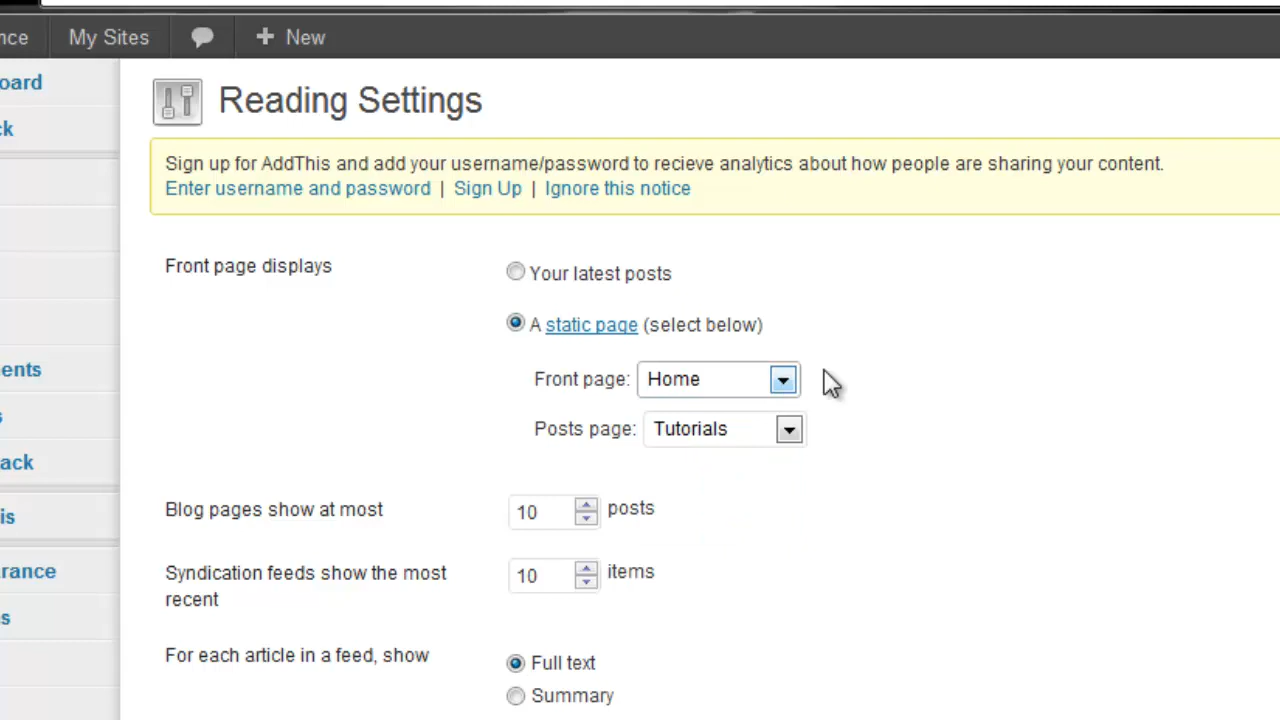 nce My Sites + New
oard
ck
Reading Settings
Sign up for AddThis and add your username/password to recieve analytics about how people are sharing your content.
Enter username and password | Sign Up | Ignore this notice
Front page displays
Your latest posts
A static page (select below)
Front page: Home
Posts page: Tutorials
ents
s
ack
is
rance
s
Blog pages show at most 10 posts
Syndication feeds show the most recent 10 items
For each article in a feed, show
Full text
Summary